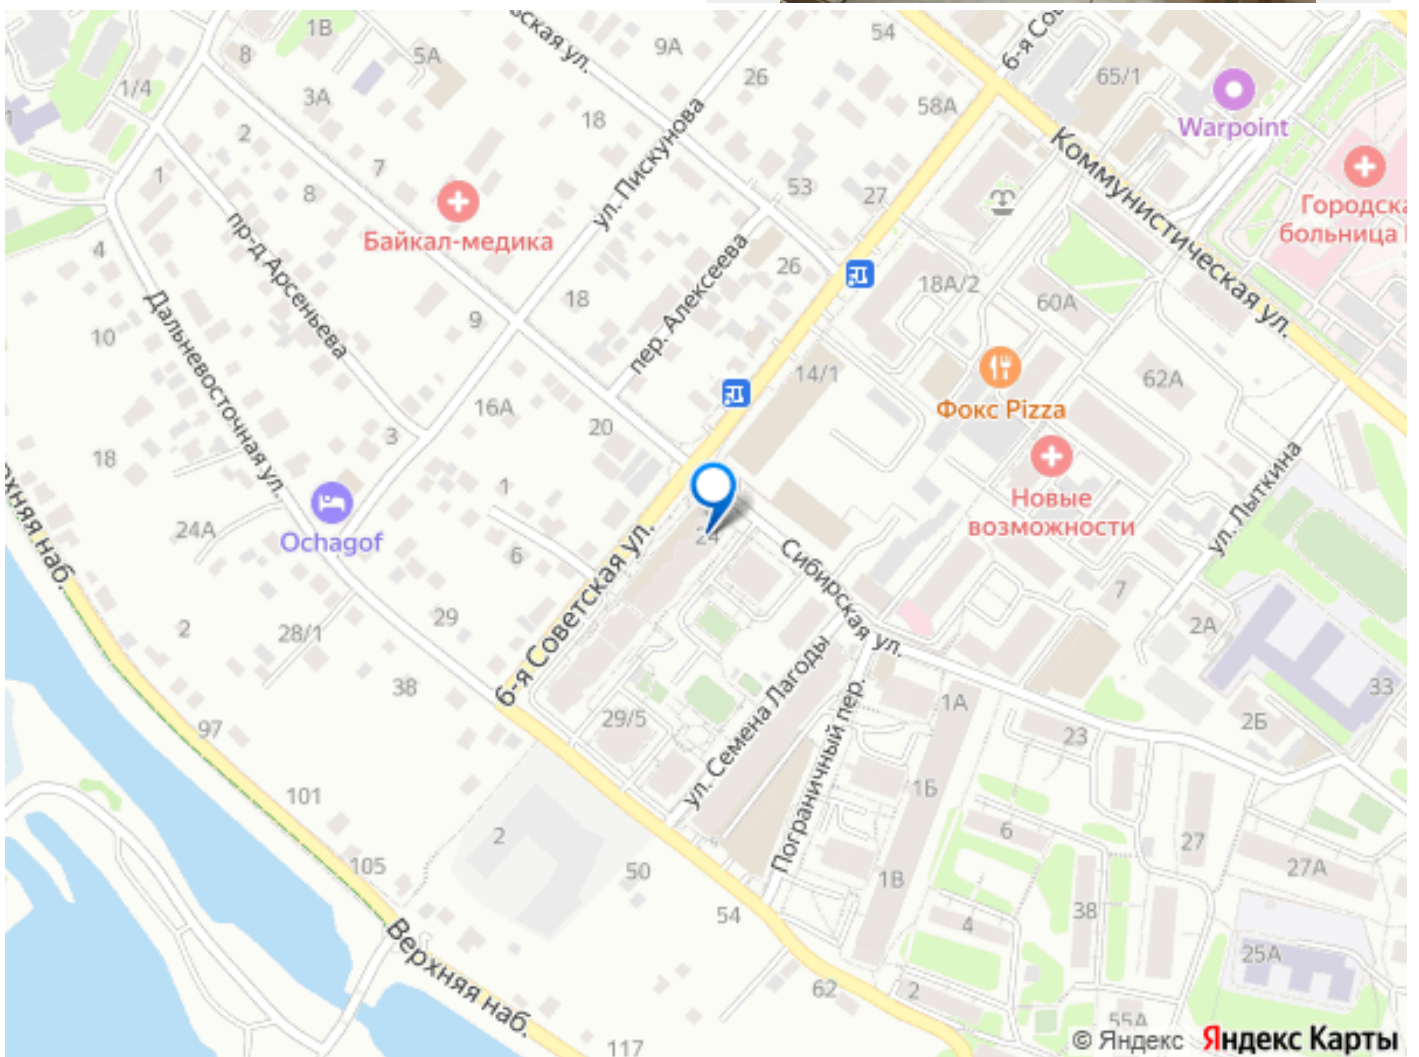 1В
8
5А
9А
54
6-я Сов
65/1
1/4
3А
26
58А
Warpoint
2
18
7
Коммунистическая ул.
1
8
53
27
ул. Пискунова
Городска
больница
Байкал-медика
4
пр-д Арсеньева
пер. Алексеева
26
18А/2
60А
18
9
10
Дальневосточная ул.
14/1
62А
Фокс Pizza
16А
20
3
18
1
Новые
возможности
ул. Лыткина
24А
Ochagof
24
6
Сибирская ул.
7
2А
6-я Советская ул.
29
2
28/1
38
29/5
ул. Семена Лагоды
Пограничный пер.
1А
33
2Б
23
97
101
1Б
2
6
27
27А
105
50
1В
54
4
38
Верхняя наб.
25А
62
2
55А
117
© Яндекс Яндекс Карты